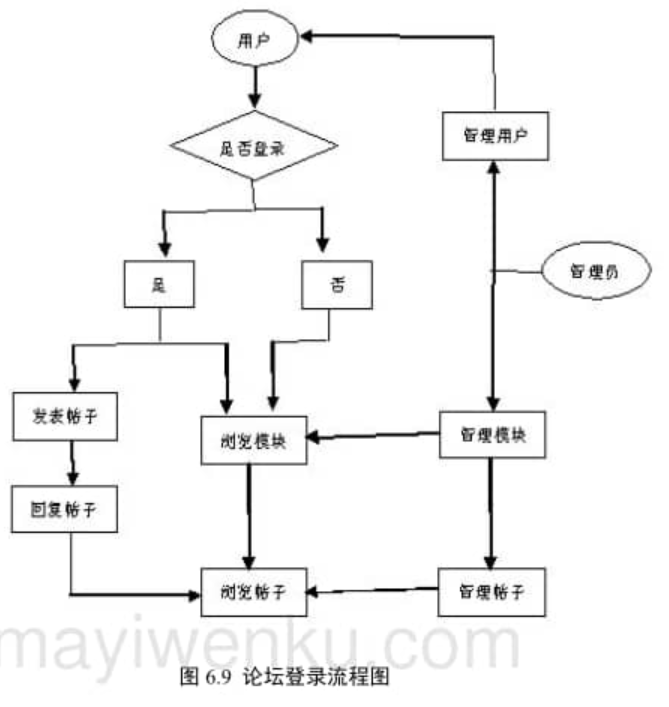 用户
管理用户
是否登录
管理员
是
否
发表帖子
浏览模块
管理模块
回复帖子
浏览帖子
管理帖子
mayiwenku.com
图 6.9 论坛登录流程图